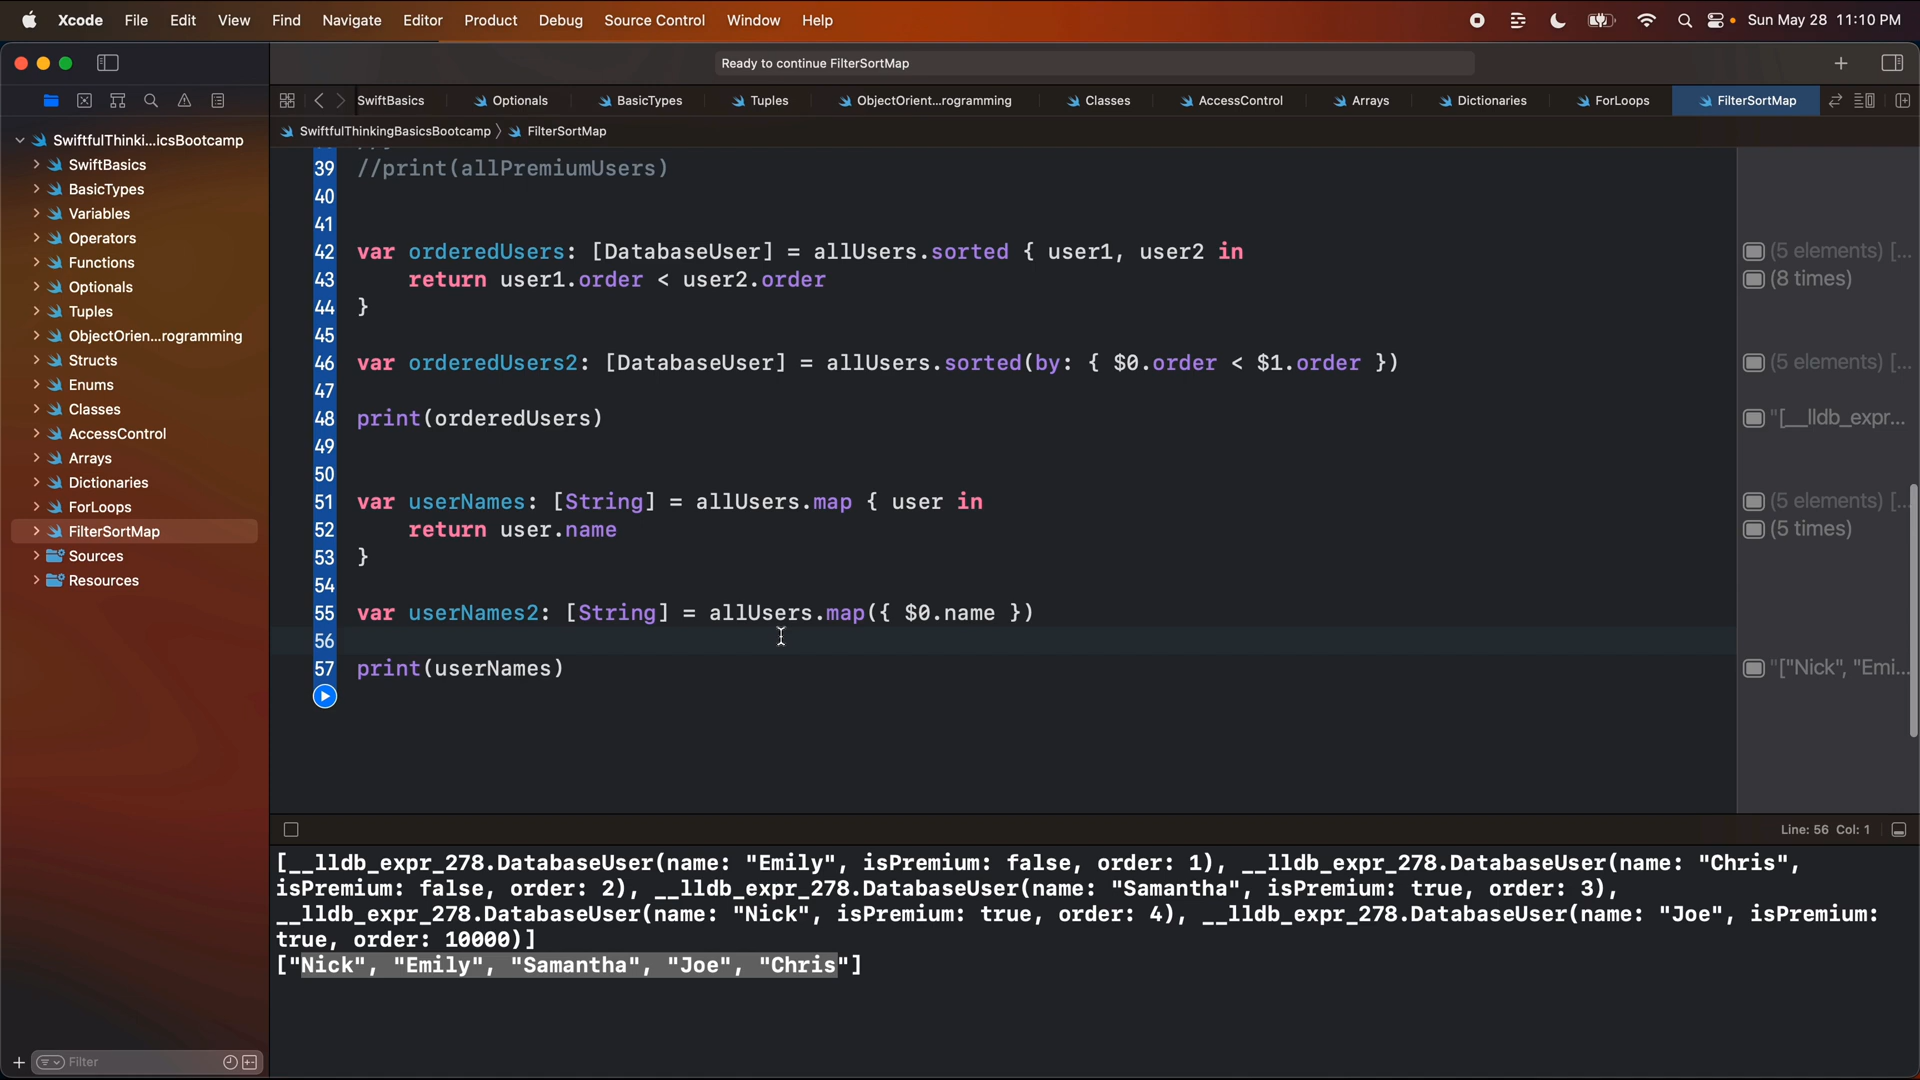 Xcode File Edit View Find Navigate Editor Product Debug Source Control Window Help Sun May 28 11:10 PM
Ready to continue FilterSortMap
SwiftBasics Optionals BasicTypes Tuples ObjectOrient...rogramming Classes AccessControl Arrays Dictionaries ForLoops FilterSortMap
SwiftfulThinkingBasicsBootcamp FilterSortMap
SwiftfulThinki...icsBootcamp
SwiftBasics
BasicTypes
Variables
Operators
Functions
Optionals
Tuples
ObjectOrien...rogramming
Structs
Enums
Classes
AccessControl
Arrays
Dictionaries
ForLoops
FilterSortMap
Sources
Resources
Filter
39 //print(allPremiumUsers)
40
41
42 var orderedUsers: [DatabaseUser] = allUsers.sorted { user1, user2 in
43 return user1.order < user2.order
44 }
45
46 var orderedUsers2: [DatabaseUser] = allUsers.sorted(by: { $0.order < $1.order })
47
48 print(orderedUsers)
49
50
51 var userNames: [String] = allUsers.map { user in
52 return user.name
53 }
54
55 var userNames2: [String] = allUsers.map({ $0.name })
56
57 print(userNames)
(5 elements) [...
(8 times)
(5 elements) [...
"[__lldb_expr...
(5 elements) [...
(5 times)
"["Nick", "Emi...
Line: 56 Col: 1
[__lldb_expr_278.DatabaseUser(name: "Emily", isPremium: false, order: 1), __lldb_expr_278.DatabaseUser(name: "Chris",
isPremium: false, order: 2), __lldb_expr_278.DatabaseUser(name: "Samantha", isPremium: true, order: 3),
__lldb_expr_278.DatabaseUser(name: "Nick", isPremium: true, order: 4), __lldb_expr_278.DatabaseUser(name: "Joe", isPremium:
true, order: 10000)]
["Nick", "Emily", "Samantha", "Joe", "Chris"]